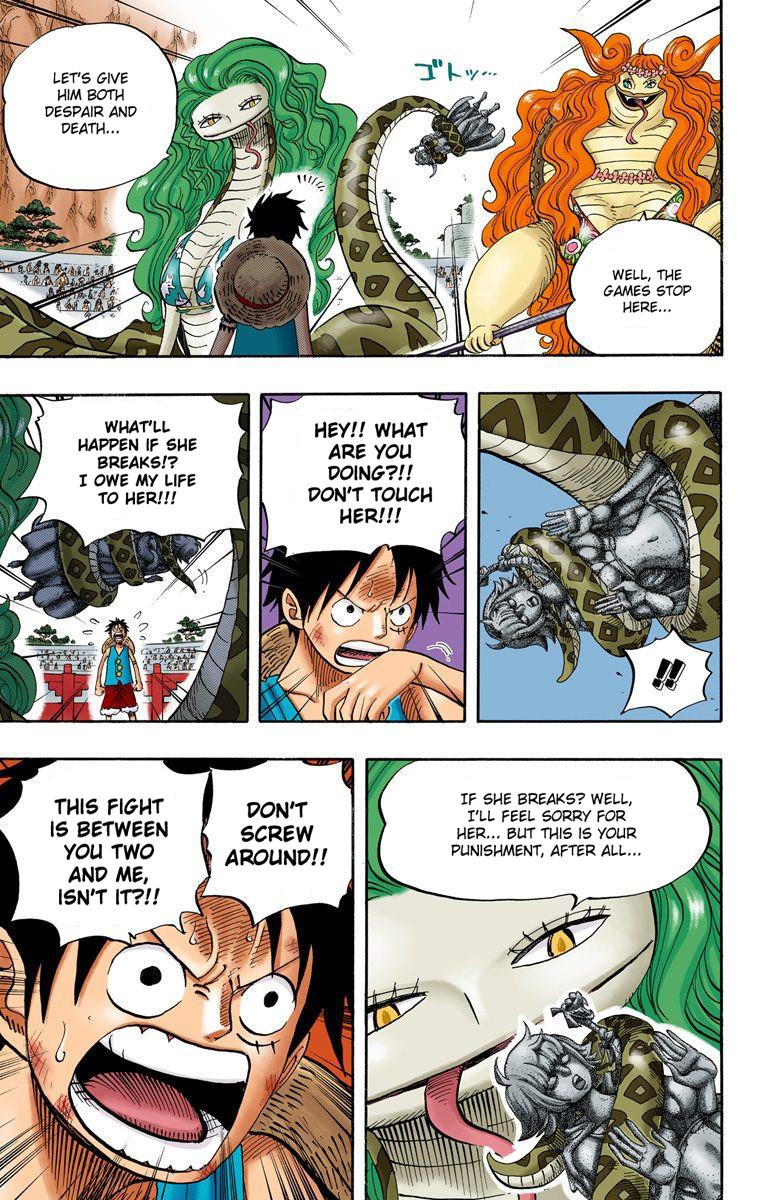 ゴトッ…
WELL, THE
GAMES STOP
HERE...
LET'S GIVE
HIM BOTH
DESPAIR AND
DEATH...
!!
HEY!! WHAT
ARE YOU
DOING?!!
DON'T TOUCH
HER!!!
WHAT'LL
HAPPEN IF SHE
BREAKS!?
I OWE MY LIFE
TO HER!!!
IF SHE BREAKS? WELL,
I'LL FEEL SORRY FOR
HER... BUT THIS IS YOUR
PUNISHMENT, AFTER ALL...
DON'T
SCREW
AROUND!!
THIS FIGHT
IS BETWEEN
YOU TWO
AND ME,
ISN'T IT?!!